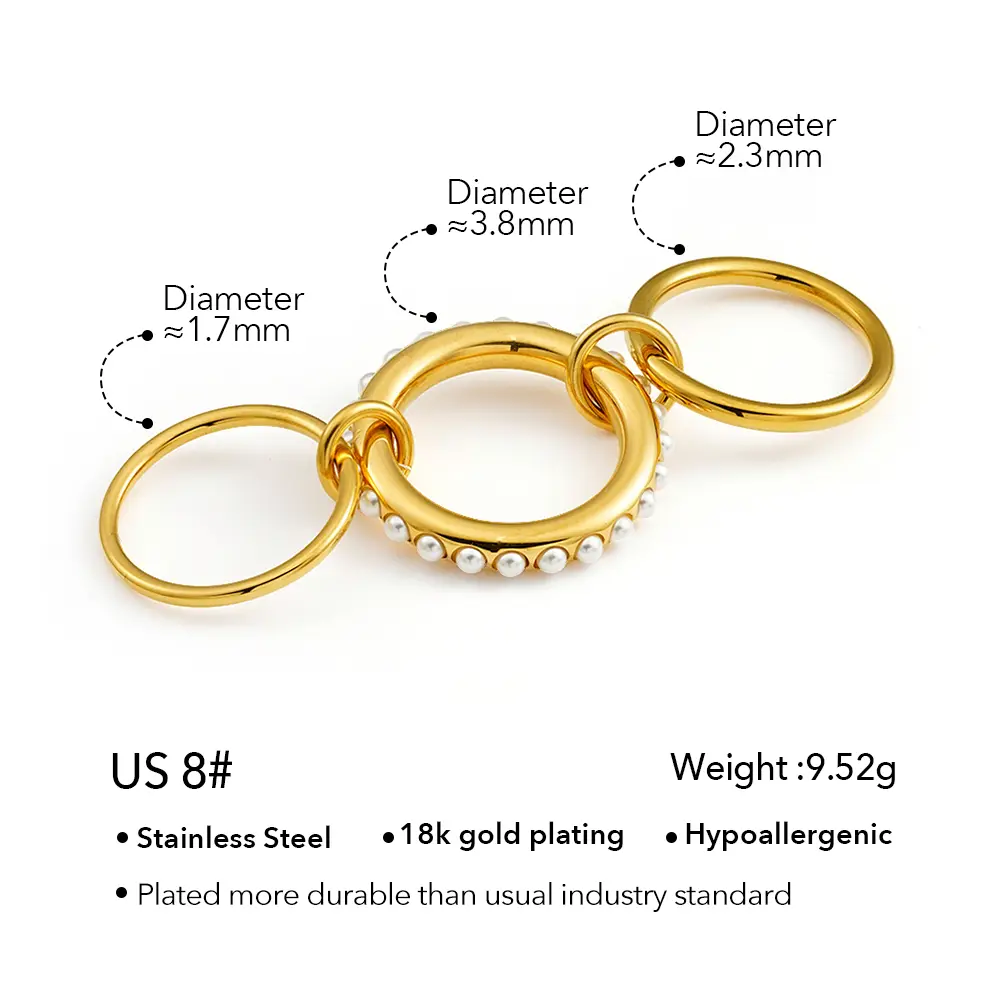 Diameter
≈2.3mm
Diameter
≈3.8mm
Diameter
≈1.7mm
US 8#
Weight :9.52g
• Stainless Steel
•18k gold plating
• Hypoallergenic
• Plated more durable than usual industry standard